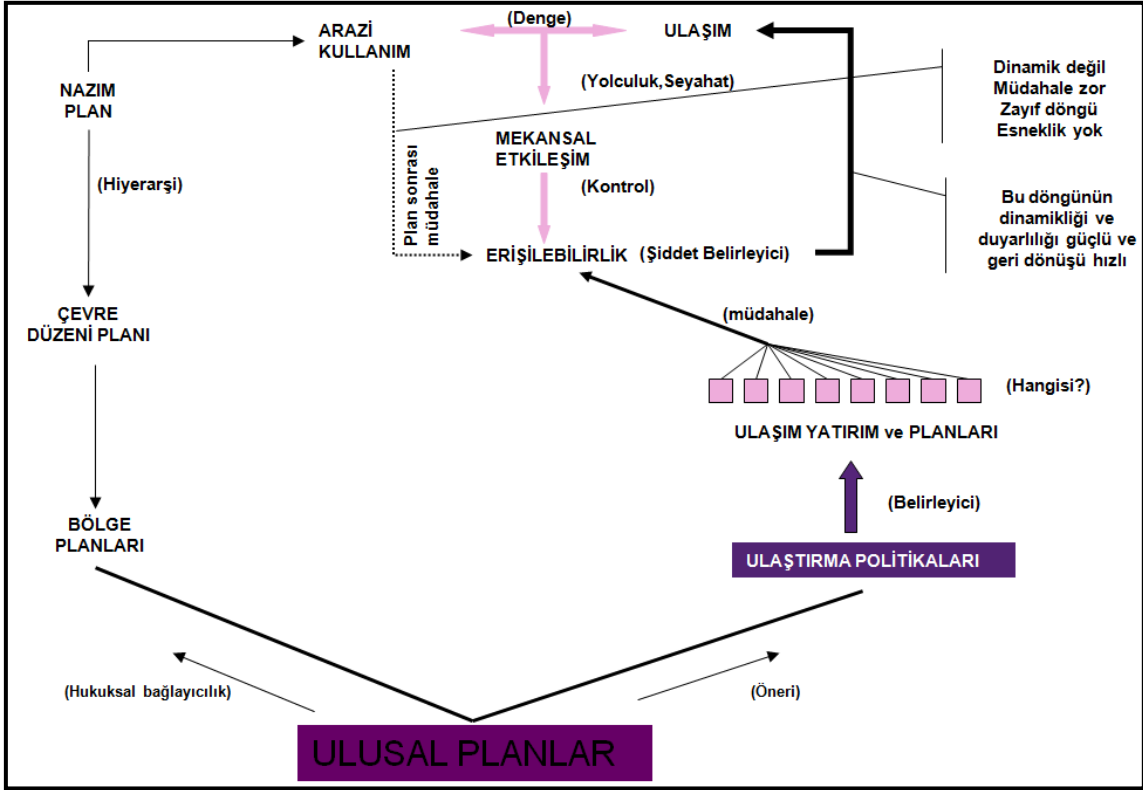 (Denge)
ARAZİ
KULLANIM
ULAŞIM
(Yolculuk,Seyahat)
Dinamik değil
Müdahale zor
Zayıf döngü
Esneklik yok
NAZIM
PLAN
MEKANSAL
ETKİLEŞİM
Plan sonrası
müdahale
(Hiyerarşi)
(Kontrol)
Bu döngünün
dinamikliği ve
duyarlılığı güçlü ve
geri dönüşü hızlı
ERİŞİLEBİLİRLİK (Şiddet Belirleyici)
ÇEVRE
DÜZENİ PLANI
(müdahale)
(Hangisi?)
ULAŞIM YATIRIM ve PLANLARI
(Belirleyici)
BÖLGE
PLANLARI
ULAŞTIRMA POLİTİKALARI
(Hukuksal bağlayıcılık)
(Öneri)
ULUSAL PLANLAR